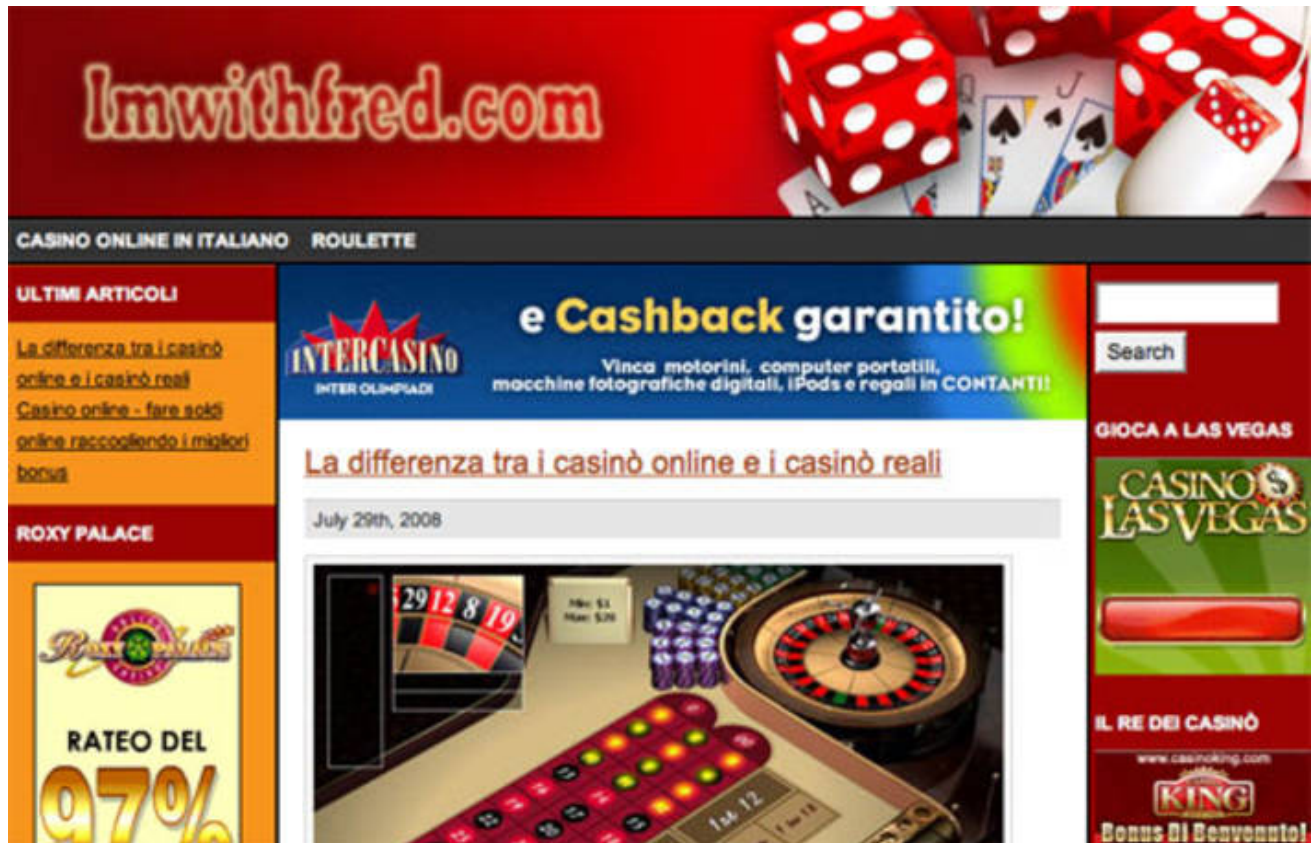 Imwithfred.com
CASINO ONLINE IN ITALIANO ROULETTE
ULTIMI ARTICOLI
La differenza tra i casinò
online e i casinò reali
Casino online - fare soldi
online raccogliendo i migliori
bonus
ROXY PALACE
ROXY PALACE
RATEO DEL
97%
INTERCASINO
INTER OLIMPIADI
e Cashback garantito!
Vinca motorini, computer portatili,
macchine fotografiche digitali, iPods e regali in CONTANTI!
La differenza tra i casinò online e i casinò reali
July 29th, 2008
29 12 8 19
Min: $1
Max: $20
1st 12
Search
GIOCA A LAS VEGAS
CASINO
LAS VEGAS
IL RE DEI CASINÒ
www.casinoking.com
KING
Bonus Di Benvenuto!